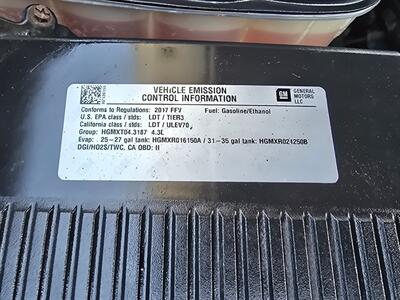 VEHICLE EMISSION
CONTROL INFORMATION
GM
GENERAL
MOTORS
LLC
Conforms to Regulations: 2017 FFV Fuel: Gasoline/Ethanol
U.S. EPA class / stds: LDT / TIER3
California class / stds: LDT / ULEV70
Group: HGMXT04.3187 4.3L
Evap: 25-27 gal tank: HGMXR016150A / 31-35 gal tank: HGMXR021250B
DGI/HO2S/TWC, CA OBD: II